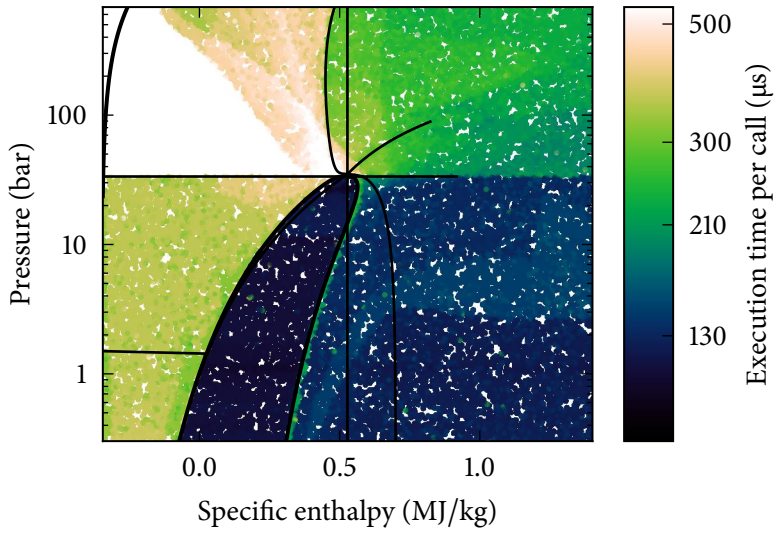 Pressure (bar)
100
10
1
0.0 0.5 1.0
Specific enthalpy (MJ/kg)
500
300
210
130
Execution time per call (μs)